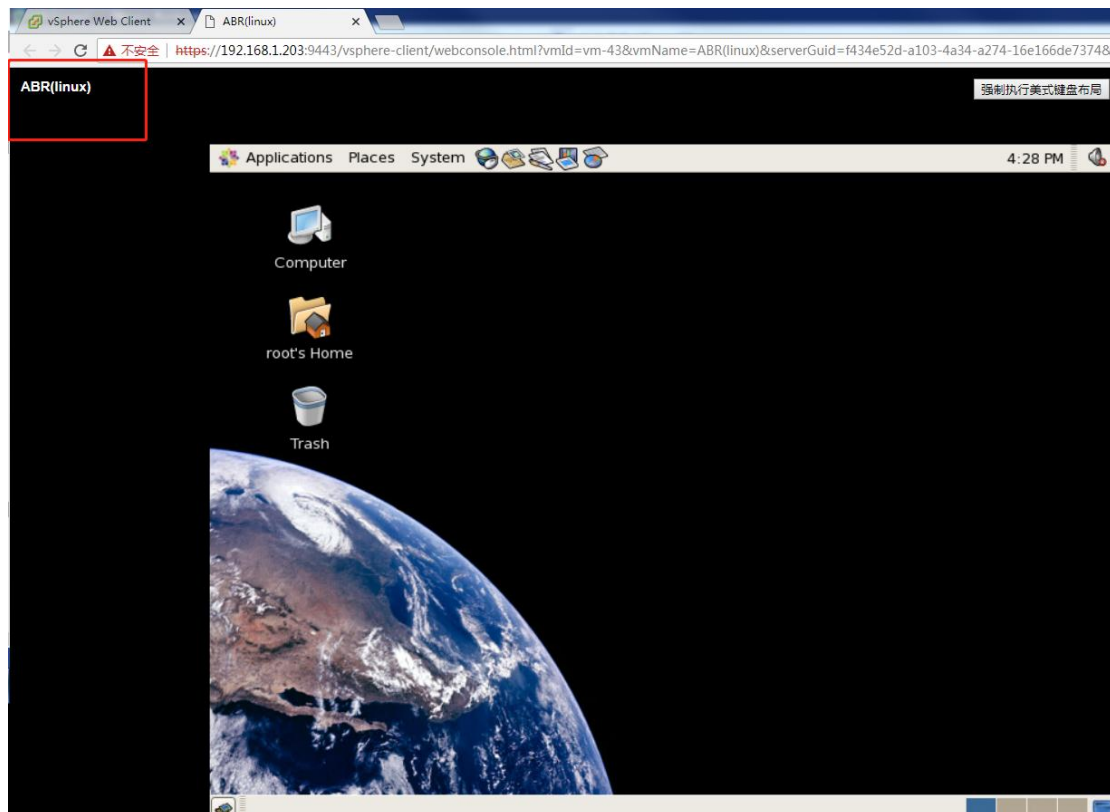 vSphere Web Client
ABR(linux)
不安全 https://192.168.1.203:9443/vsphere-client/webconsole.html?vmId=vm-43&vmName=ABR(linux)&serverGuid=f434e52d-a103-4a34-a274-16e166de7374&
ABR(linux)
强制执行美式键盘布局
Applications Places System
4:28 PM
Computer
root's Home
Trash